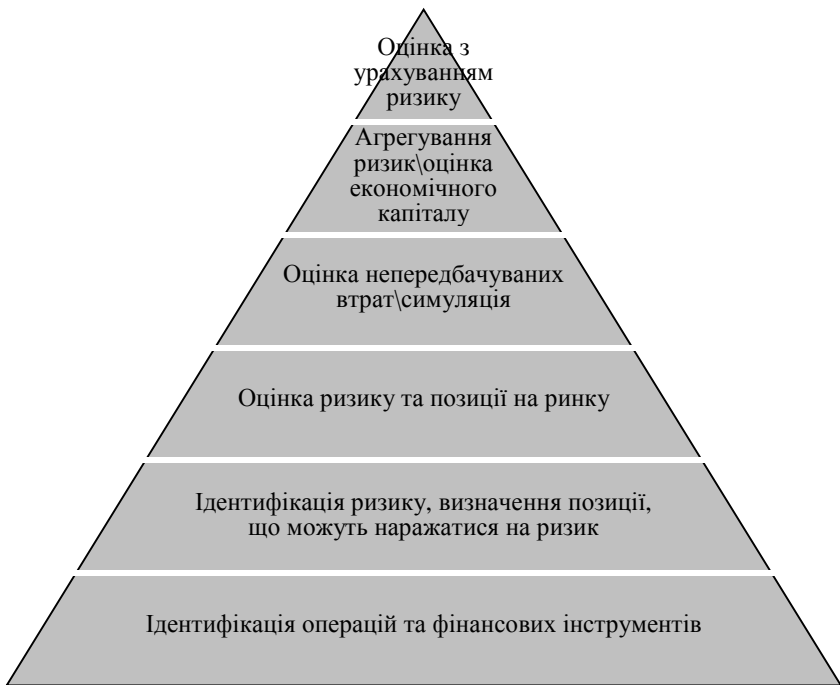 Оцінка з
урахуванням
ризику
Агрегування
ризик\оцінка
економічного
капіталу
Оцінка непередбачуваних
втрат\симуляція
Оцінка ризику та позиції на ринку
Ідентифікація ризику, визначення позиції,
що можуть наражатися на ризик
Ідентифікація операцій та фінансових інструментів